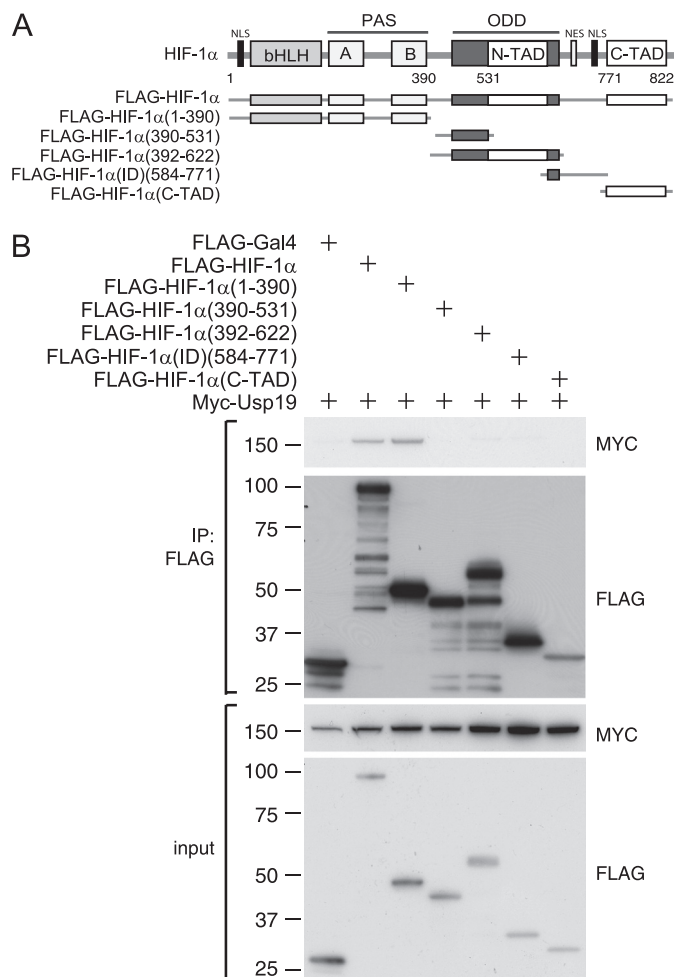 A
PAS ODD
NLS NES NLS
HIF-1α bHLH A B N-TAD C-TAD
1 390 531 771 822
FLAG-HIF-1α
FLAG-HIF-1α(1-390)
FLAG-HIF-1α(390-531)
FLAG-HIF-1α(392-622)
FLAG-HIF-1α(ID)(584-771)
FLAG-HIF-1α(C-TAD)
B
FLAG-Gal4 +
FLAG-HIF-1α +
FLAG-HIF-1α(1-390) +
FLAG-HIF-1α(390-531) +
FLAG-HIF-1α(392-622) +
FLAG-HIF-1α(ID)(584-771) +
FLAG-HIF-1α(C-TAD) +
Myc-Usp19 + + + + + + +
150 MYC
100
75
IP:
FLAG
50 FLAG
37
25
150 MYC
100
75
input
50 FLAG
37
25